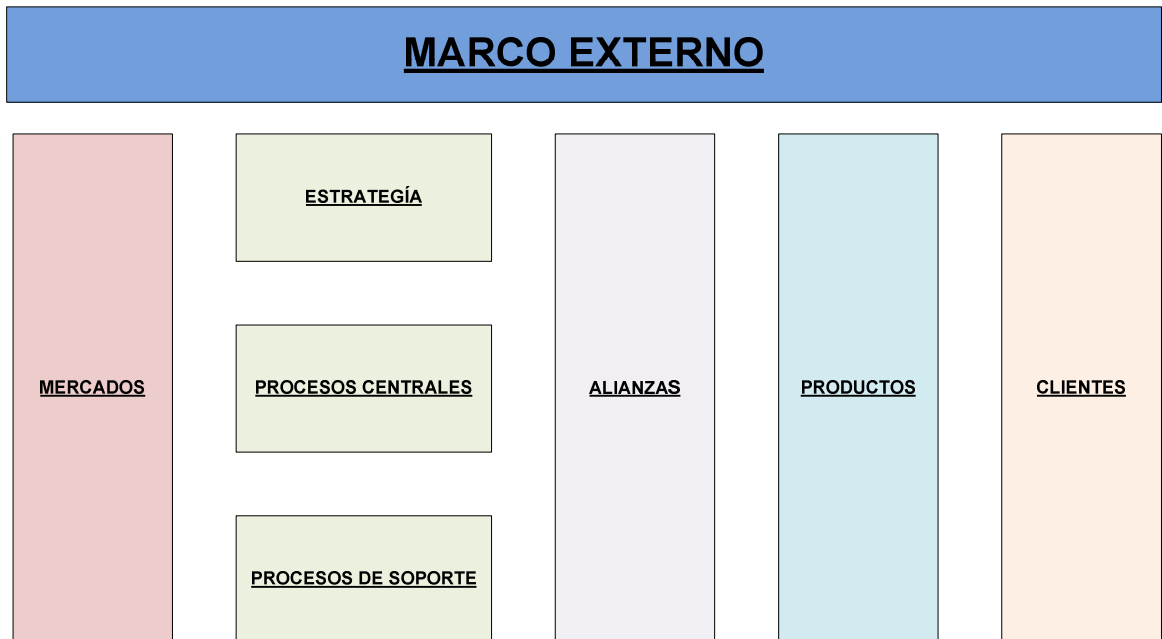 MARCO EXTERNO
ESTRATEGÍA
MERCADOS
PROCESOS CENTRALES
ALIANZAS
PRODUCTOS
CLIENTES
PROCESOS DE SOPORTE